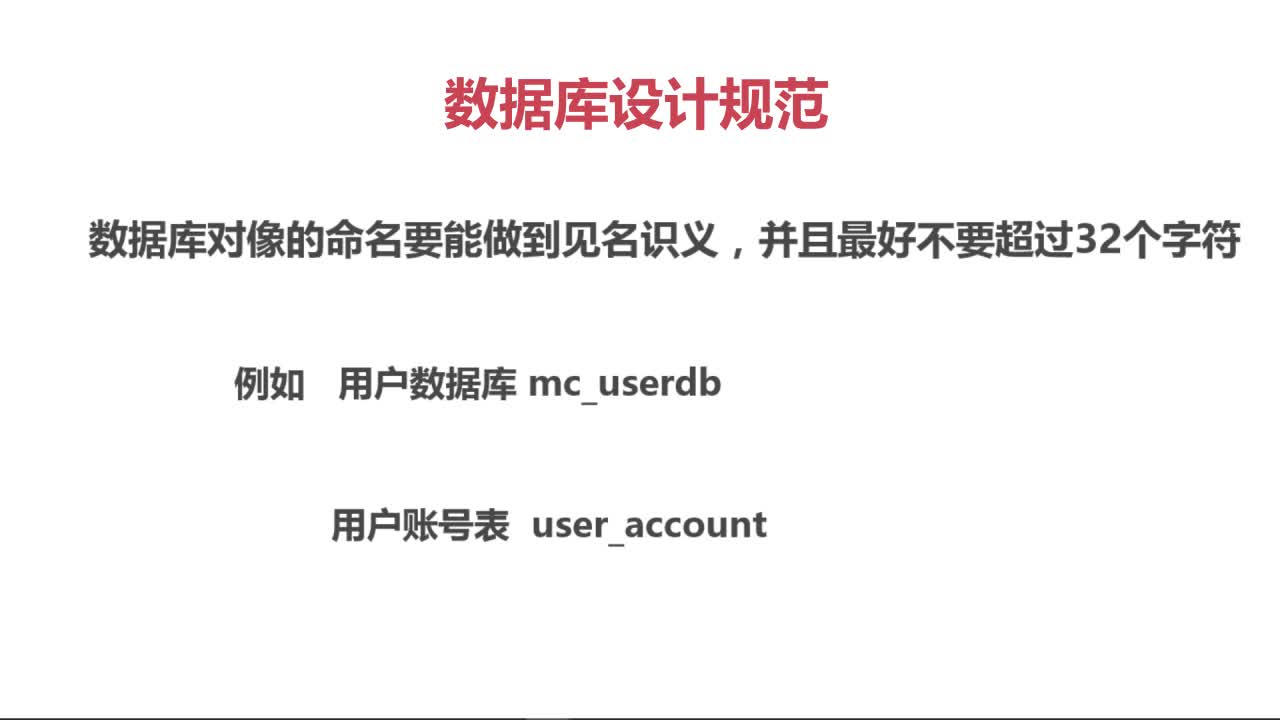 数据库设计规范
数据库对像的命名要能做到见名识义，并且最好不要超过32个字符
例如 用户数据库 mc_userdb
用户账号表 user_account